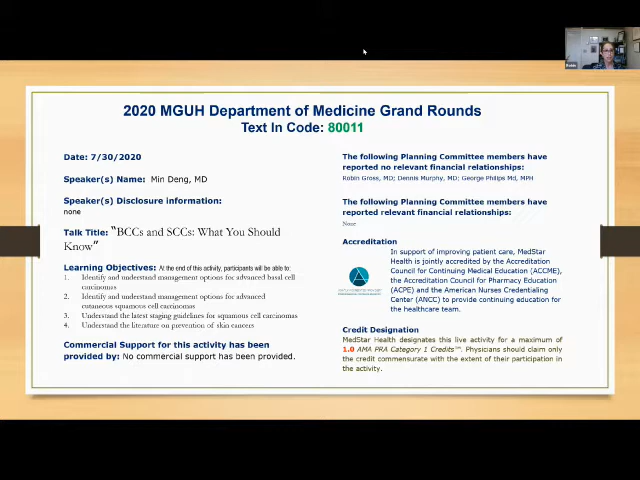 2020 MGUH Department of Medicine Grand Rounds
Text In Code: 80011
Date: 7/30/2020
Speaker(s) Name: Min Deng, MD
Speaker(s) Disclosure information:
none
Talk Title: "BCCs and SCCs: What You Should
Know"
Learning Objectives: At the end of this activity, participants will be able to:
1. Identify and understand management options for advanced basal cell
carcinomas
2. Identify and understand management options for advanced
cutaneous squamous cell carcinomas
3. Understand the latest staging guidelines for squamous cell carcinomas
4. Understand the literature on prevention of skin cancers
Commercial Support for this activity has been
provided by: No commercial support has been provided.
The following Planning Committee members have
reported no relevant financial relationships:
Robin Gross, MD; Dennis Murphy, MD; George Philips Md, MPH
The following Planning Committee members have
reported relevant financial relationships:
None
Accreditation
In support of improving patient care, MedStar
Health is jointly accredited by the Accreditation
Council for Continuing Medical Education (ACCME),
the Accreditation Council for Pharmacy Education
(ACPE) and the American Nurses Credentialing
Center (ANCC) to provide continuing education for
the healthcare team.
Credit Designation
MedStar Health designates this live activity for a maximum of
1.0 AMA PRA Category 1 Credits™. Physicians should claim only
the credit commensurate with the extent of their participation in
the activity.